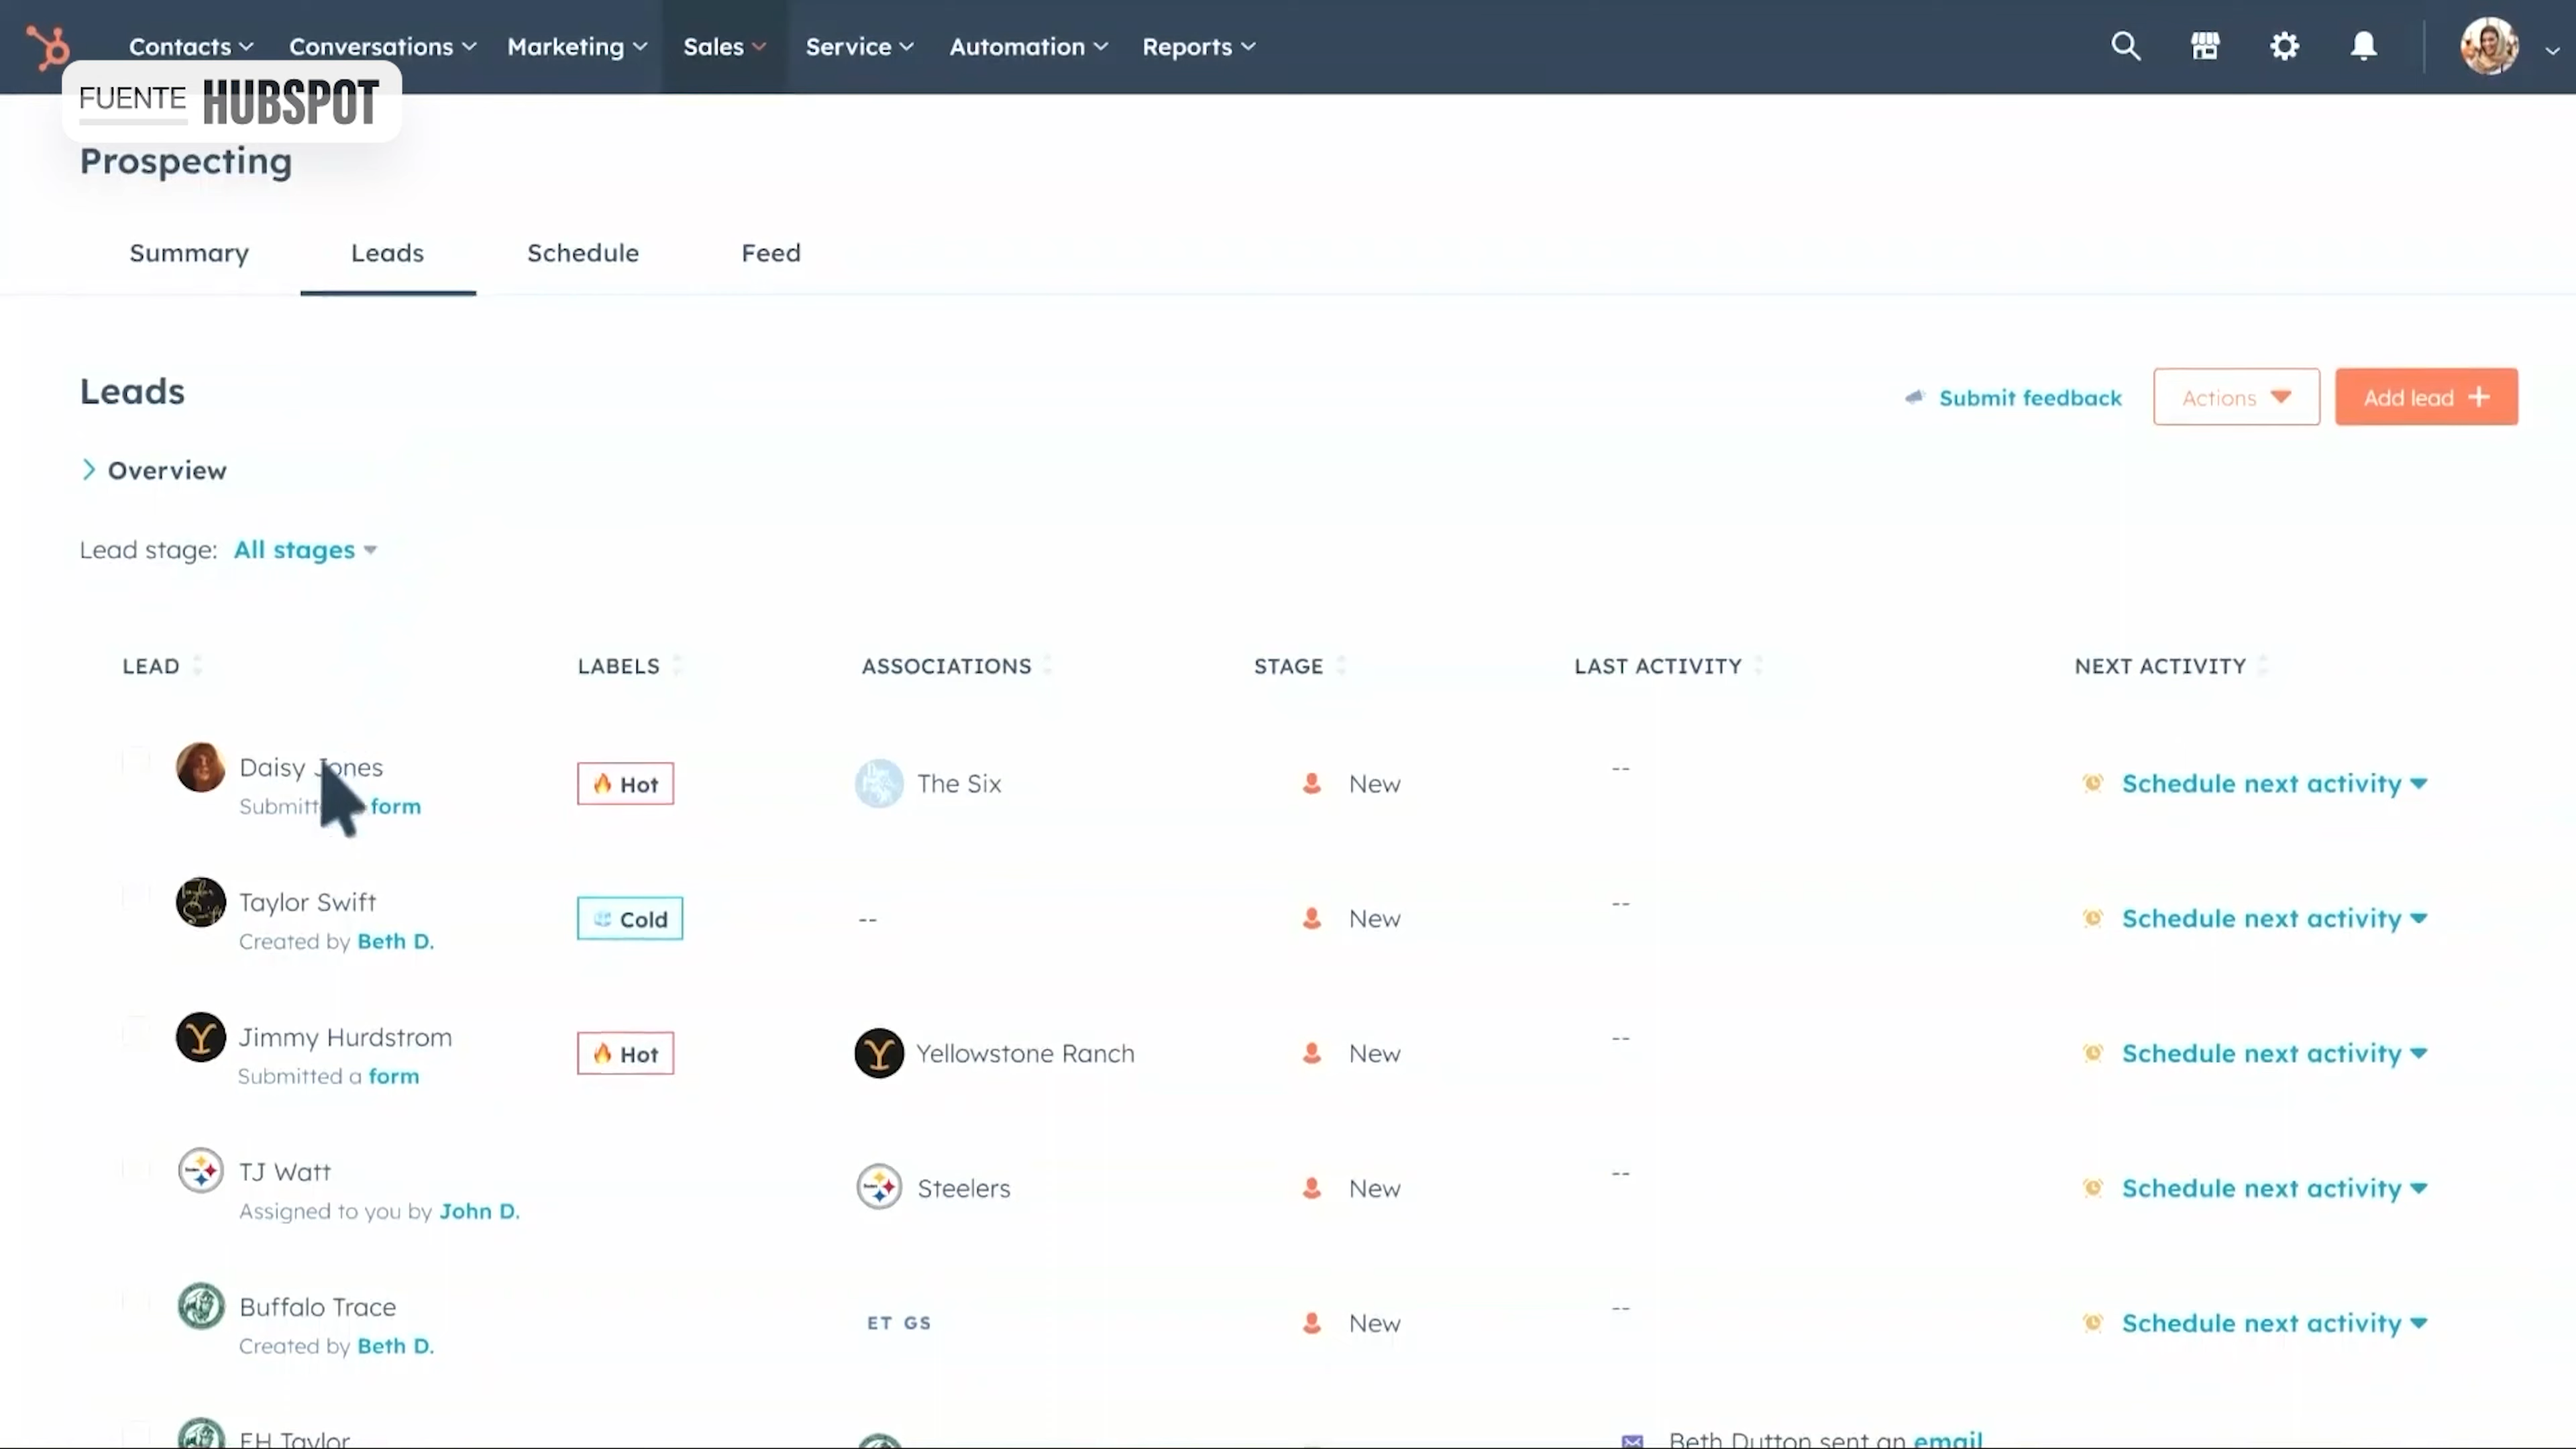 Contacts Conversations Marketing Sales Service Automation Reports
FUENTE HUBSPOT
Prospecting
Summary Leads Schedule Feed
Leads
Submit feedback Actions Add lead +
Overview
Lead stage: All stages
LEAD LABELS ASSOCIATIONS STAGE LAST ACTIVITY NEXT ACTIVITY
Daisy Jones
Hot The Six New -- Schedule next activity
form
Taylor Swift
Cold -- New -- Schedule next activity
Created by Beth D.
Jimmy Hurdstrom
Hot Yellowstone Ranch New -- Schedule next activity
Submitted a form
TJ Watt
Steelers New -- Schedule next activity
Assigned to you by John D.
Buffalo Trace
ET GS New -- Schedule next activity
Created by Beth D.
EH Taylor
Beth Dutton sent an email